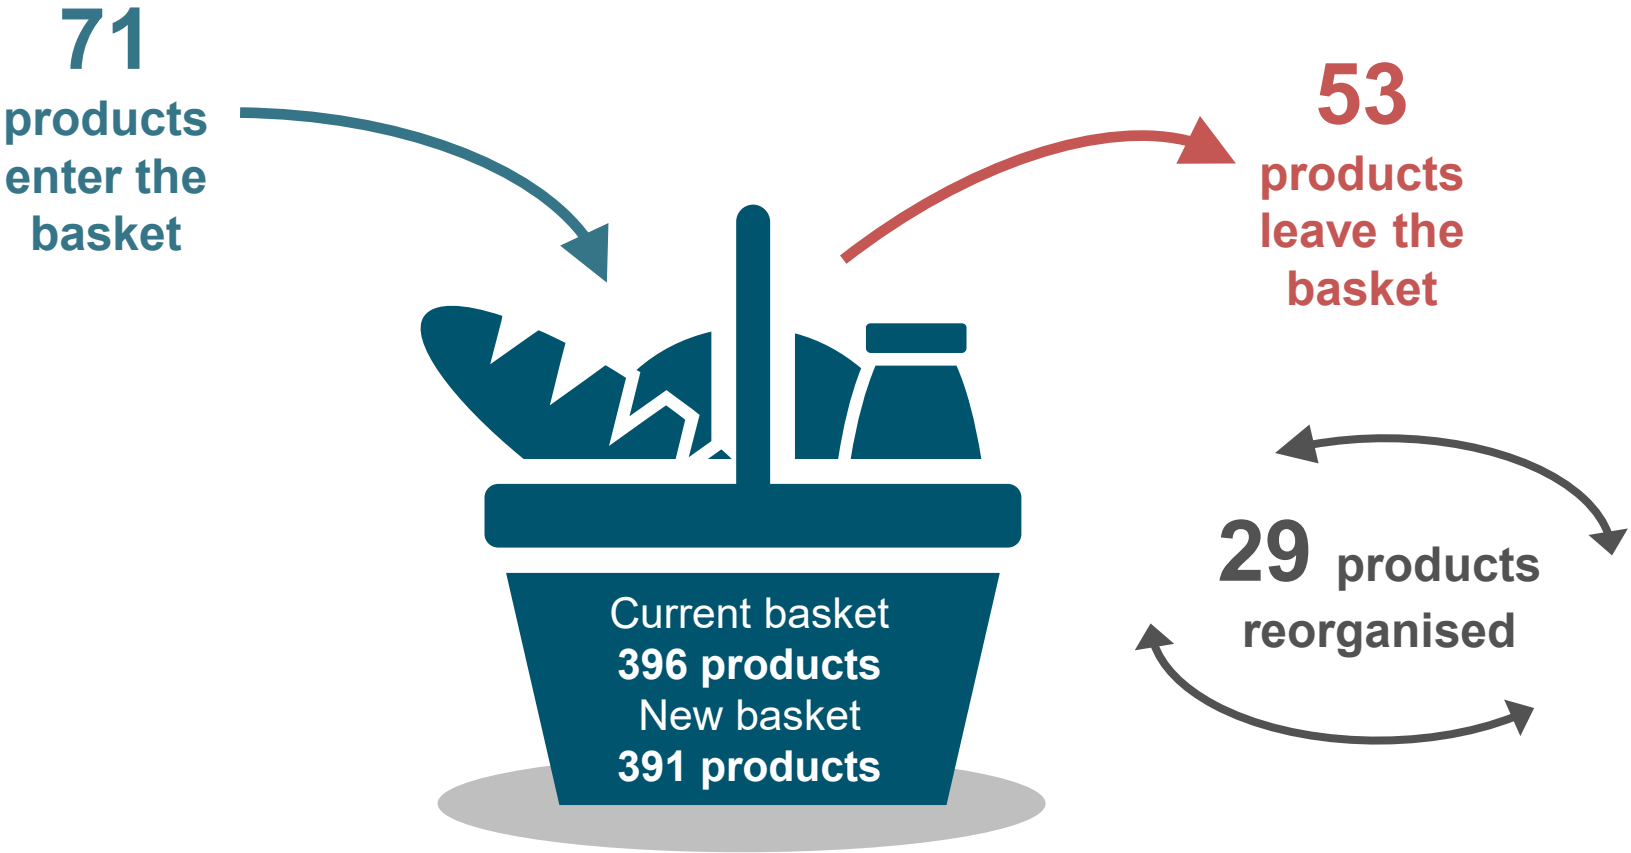 71
products
enter the
basket
53
products
leave the
basket
29 products
reorganised
Current basket
396 products
New basket
391 products